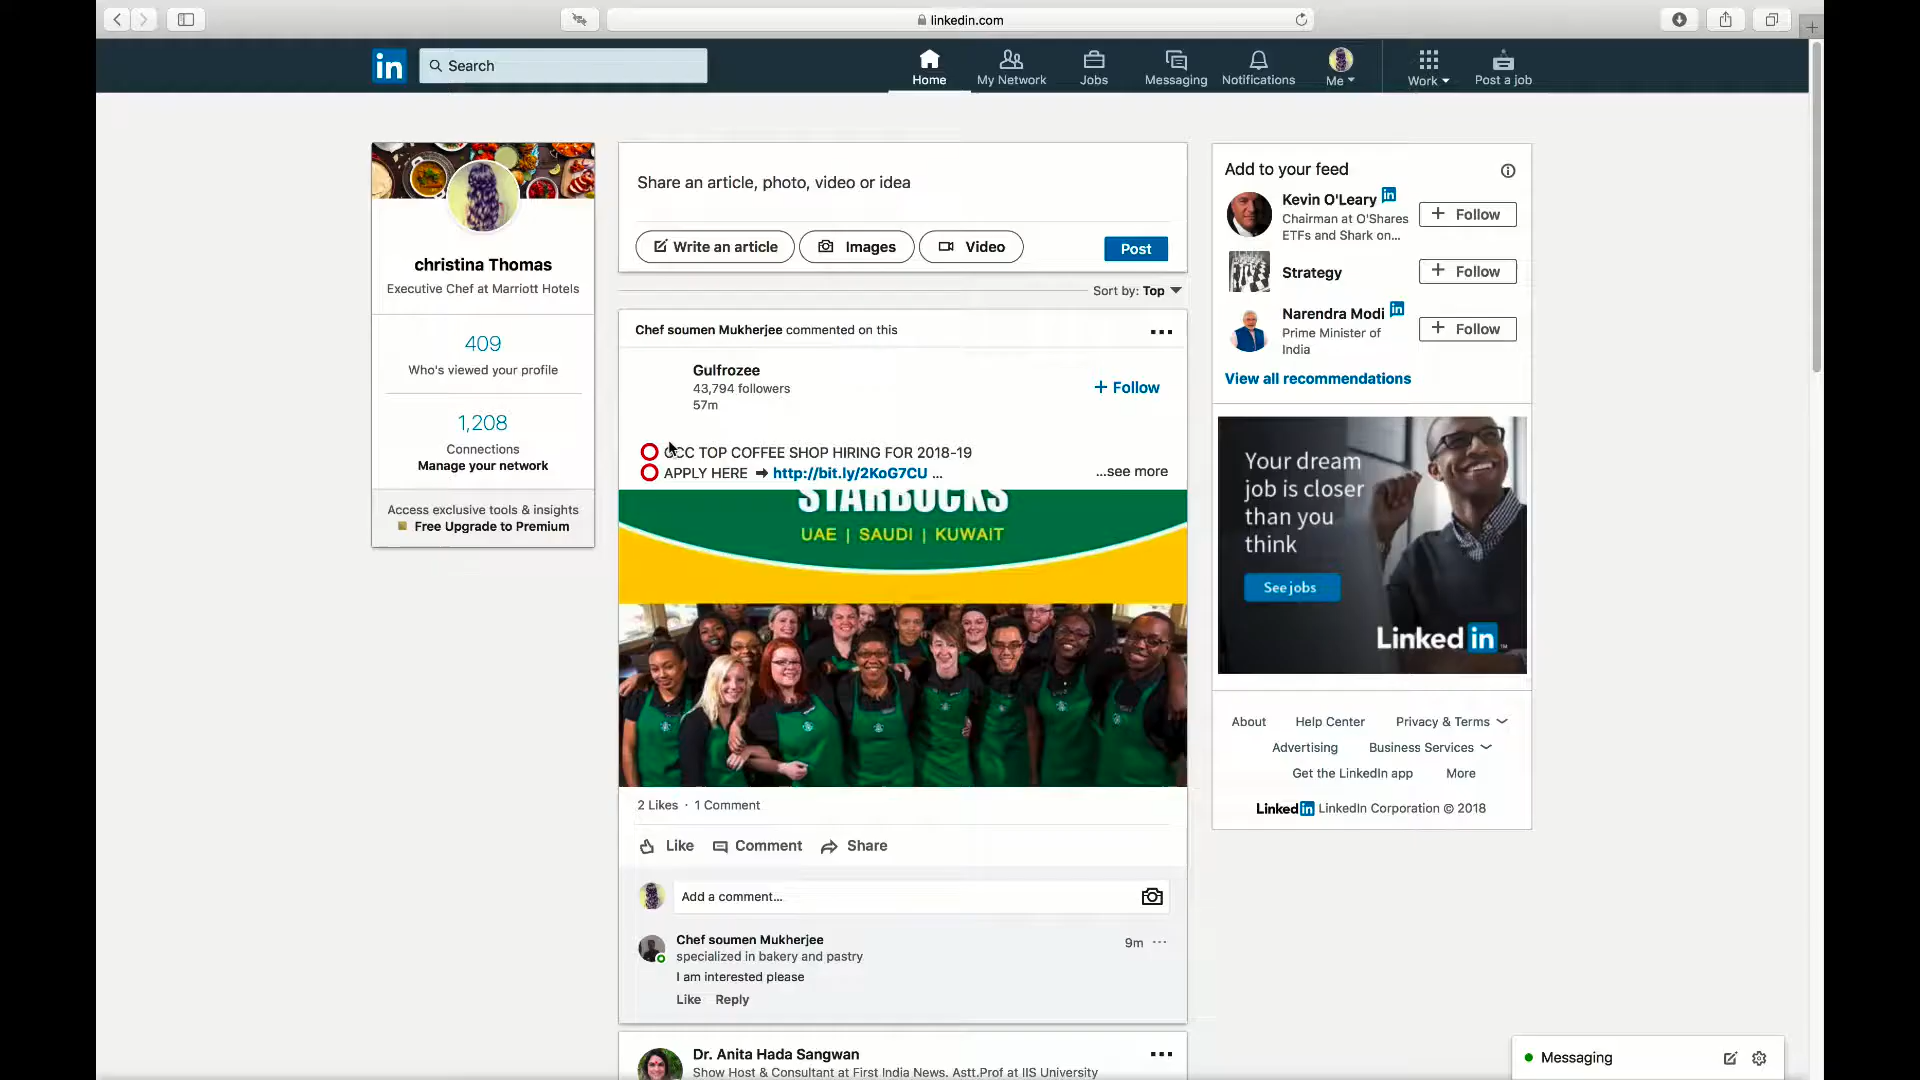 linkedin.com
in
Search
Home
My Network
Jobs
Messaging
Notifications
Me
Work
Post a job
christina Thomas
Executive Chef at Marriott Hotels
409
Who's viewed your profile
1,208
Connections
Manage your network
Access exclusive tools & insights
Free Upgrade to Premium
Share an article, photo, video or idea
Write an article
Images
Video
Post
Sort by: Top
Chef soumen Mukherjee commented on this
Gulfrozee
43,794 followers
57m
+ Follow
TOP COFFEE SHOP HIRING FOR 2018-19
APPLY HERE ➡ http://bit.ly/2KoG7CU ...
...see more
STARBUCKS
UAE | SAUDI | KUWAIT
2 Likes · 1 Comment
Like
Comment
Share
Add a comment...
Chef soumen Mukherjee
9m
specialized in bakery and pastry
I am interested please
Like
Reply
Dr. Anita Hada Sangwan
Show Host & Consultant at First India News. Astt.Prof at IIS University
Add to your feed
Kevin O'Leary in
Chairman at O'Shares
ETFs and Shark on...
+ Follow
Strategy
+ Follow
Narendra Modi in
Prime Minister of
India
+ Follow
View all recommendations
Your dream
job is closer
than you
think
See jobs
Linked in
About
Help Center
Privacy & Terms
Advertising
Business Services
Get the LinkedIn app
More
Linked in LinkedIn Corporation © 2018
Messaging